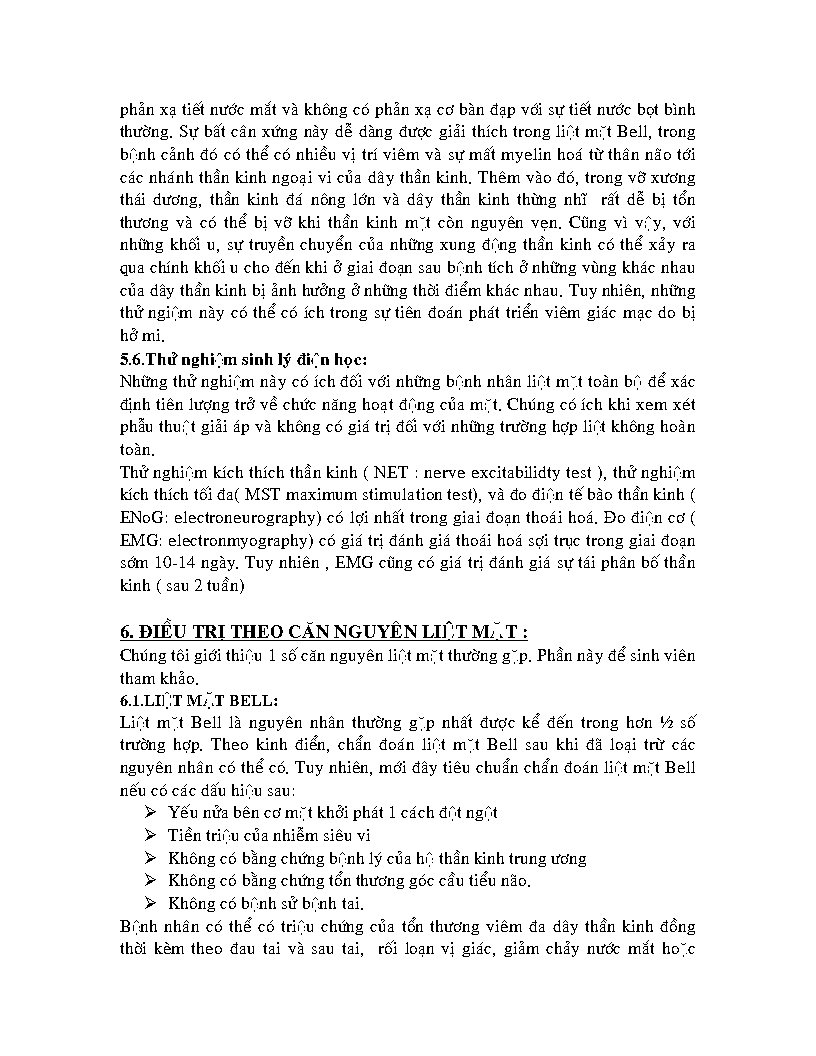 phản xạ tiết nước mắt và không có phản xạ cơ bàn đạp với sự tiết nước bọt bình
thường. Sự bất cân xứng này dễ dàng được giải thích trong liệt mặt Bell, trong
bệnh cảnh đó có thể có nhiều vị trí viêm và sự mất myelin hoá từ thân não tới
các nhánh thần kinh ngoại vi của dây thần kinh. Thêm vào đó, trong vỡ xương
thái dương, thần kinh đá nông lớn và dây thần kinh thừng nhĩ rất dễ bị tổn
thương và có thể bị vỡ khi thần kinh mặt còn nguyên vẹn. Cũng vì vậy, với
những khối u, sự truyền chuyển của những xung động thần kinh có thể xảy ra
qua chính khối u cho đến khi ở giai đoạn sau bệnh tích ở những vùng khác nhau
của dây thần kinh bị ảnh hưởng ở những thời điểm khác nhau. Tuy nhiên, những
thử ngiệm này có thể có ích trong sự tiên đoán phát triển viêm giác mạc do bị
hở mi.
5.6.Thử nghiệm sinh lý điện học:
Những thử nghiệm này có ích đối với những bệnh nhân liệt mặt toàn bộ để xác
định tiên lượng trở về chức năng hoạt động của mặt. Chúng có ích khi xem xét
phẫu thuật giải áp và không có giá trị đối với những trường hợp liệt không hoàn
toàn.
Thử nghiệm kích thích thần kinh ( NET : nerve excitabilidty test ), thử nghiệm
kích thích tối đa( MST maximum stimulation test), và đo điện tế bào thần kinh (
ENoG: electroneurography) có lợi nhất trong giai đoạn thoái hoá. Đo điện cơ (
EMG: electronmyography) có giá trị đánh giá thoái hoá sợi trục trong giai đoạn
sớm 10-14 ngày. Tuy nhiên , EMG cũng có giá trị đánh giá sự tái phân bố thần
kinh ( sau 2 tuần)
6. ĐIỀU TRỊ THEO CĂN NGUYÊN LIỆT MẶT :
Chúng tôi giới thiệu 1 số căn nguyên liệt mặt thường gặp. Phần này để sinh viên
tham khảo.
6.1.LIỆT MẶT BELL:
Liệt mặt Bell là nguyên nhân thường gặp nhất được kể đến trong hơn ½ số
trường hợp. Theo kinh điển, chẩn đoán liệt mặt Bell sau khi đã loại trừ các
nguyên nhân có thể có. Tuy nhiên, mới đây tiêu chuẩn chẩn đoán liệt mặt Bell
nếu có các dấu hiệu sau:
➢ Yếu nửa bên cơ mặt khởi phát 1 cách đột ngột
➢ Tiền triệu của nhiễm siêu vi
➢ Không có bằng chứng bệnh lý của hệ thần kinh trung ương
➢ Không có bằng chứng tổn thương góc cầu tiểu não.
➢ Không có bệnh sử bệnh tai.
Bệnh nhân có thể có triệu chứng của tổn thương viêm đa dây thần kinh đồng
thời kèm theo đau tai và sau tai, rối loạn vị giác, giảm chảy nước mắt hoặc